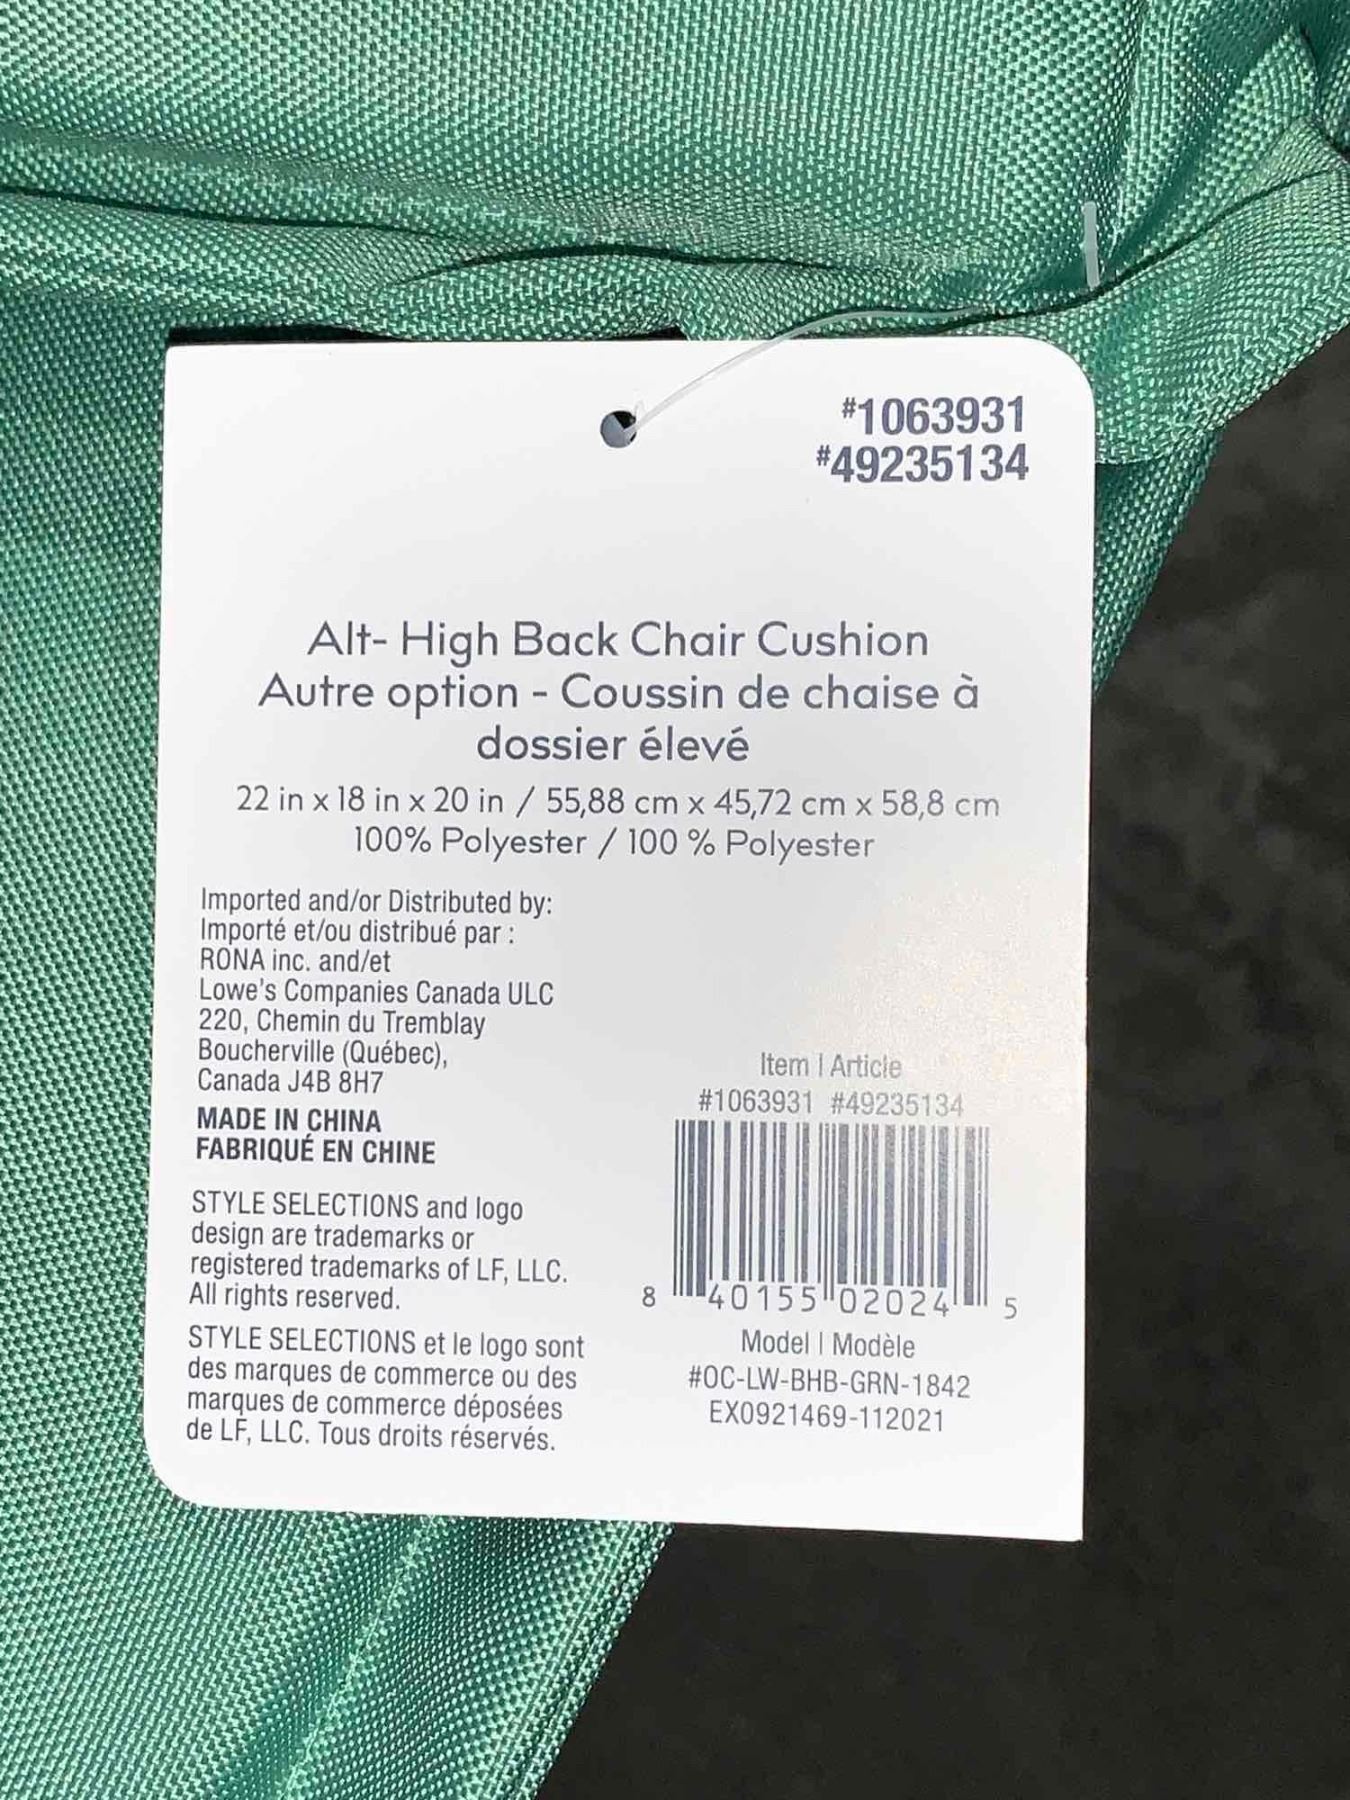 #1063931
#49235134
Alt- High Back Chair Cushion
Autre option - Coussin de chaise à
dossier élevé
22 in x 18 in x 20 in / 55,88 cm x 45,72 cm x 58,8 cm
100% Polyester / 100 % Polyester
Imported and/or Distributed by:
Importé et/ou distribué par :
RONA inc. and/et
Lowe's Companies Canada ULC
220, Chemin du Tremblay
Boucherville (Québec),
Canada J4B 8H7
MADE IN CHINA
FABRIQUÉ EN CHINE
STYLE SELECTIONS and logo
design are trademarks or
registered trademarks of LF, LLC.
All rights reserved.
STYLE SELECTIONS et le logo sont
des marques de commerce ou des
marques de commerce déposées
de LF, LLC. Tous droits réservés.
Item | Article
#1063931 #49235134
8 40155 02024 5
Model | Modèle
#OC-LW-BHB-GRN-1842
EX0921469-112021